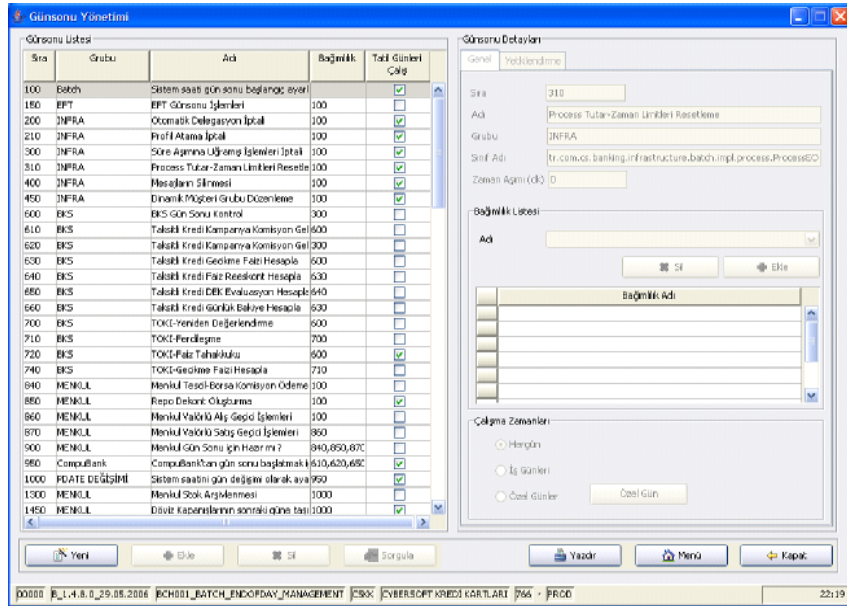 Günsonu Yönetimi
Günsonu Listesi
Sıra Grubu Adı Bağımlılık Tatil Günleri Çalış
100 Batch Sistem saati gün sonu başlangıç ayarl
150 EFT EFT Günsonu İşlemleri 100
200 INFRA Otomatik Delegasyon İptali 100
210 INFRA Profil Atama İptali 100
300 INFRA Süre Aşımına Uğramış İşlemleri İptali 100
310 INFRA Process Tutar-Zaman Limitleri Resetle 100
400 INFRA Mesajların Silinmesi 100
450 INFRA Dinamik Müşteri Grubu Düzenleme 100
600 BKS BKS Gün Sonu Kontrol 300
610 BKS Taksitli Kredi Kampanya Komisyon Gel 600
620 BKS Taksitli Kredi Kampanya Komisyon Gel 300
630 BKS Taksitli Kredi Gecikme Faizi Hesapla 600
640 BKS Taksitli Kredi Faiz Reeskont Hesapla 630
650 BKS Taksitli Kredi DEK Evaluasyon Hesapla 640
660 BKS Taksitli Kredi Günlük Bakiye Hesapla 630
700 BKS TOKI-Yeniden Değerlendirme 600
710 BKS TOKI-Ferdileşme 700
720 BKS TOKI-Faiz Tahakkuku 600
740 BKS TOKI-Gecikme Faizi Hesapla 710
840 MENKUL Menkul Tescil-Borsa Komisyon Ödeme 100
850 MENKUL Repo Dekont Oluşturma 100
860 MENKUL Menkul Valörlü Alış Geçici İşlemleri 100
870 MENKUL Menkul Valörlü Satış Geçici İşlemleri 860
900 MENKUL Menkul Gün Sonu için Hazır mı ? 840,850,870
950 CompuBank CompuBank'tan gün sonu başlatmak i 610,620,650
1000 PDATE DEĞİŞİMİ Sistem saatini gün değişimi olarak aya 950
1300 MENKUL Menkul Stok Arşivlenmesi 1000
1450 MENKUL Döviz Kapanışlarının sonraki güne taşı 1000
Yeni Ekle Sil Sorgula
Günsonu Detayları
Genel Yetkilendirme
Sıra 310
Adı Process Tutar-Zaman Limitleri Resetleme
Grubu INFRA
Sınıf Adı tr.com.cs.banking.infrastructure.batch.impl.process.ProcessEO
Zaman Aşımı (dk) 0
Bağımlılık Listesi
Adı
Sil Ekle
Bağımlılık Adı
Çalışma Zamanları
Hergün
İş Günleri
Özel Günler Özel Gün
Yazdır Menü Kapat
00000 B_1.4.8.0_29.05.2006 BCH001_BATCH_ENDOFDAY_MANAGEMENT CSKK CYBERSOFT KREDİ KARTLARI 766 - PROD 22:19